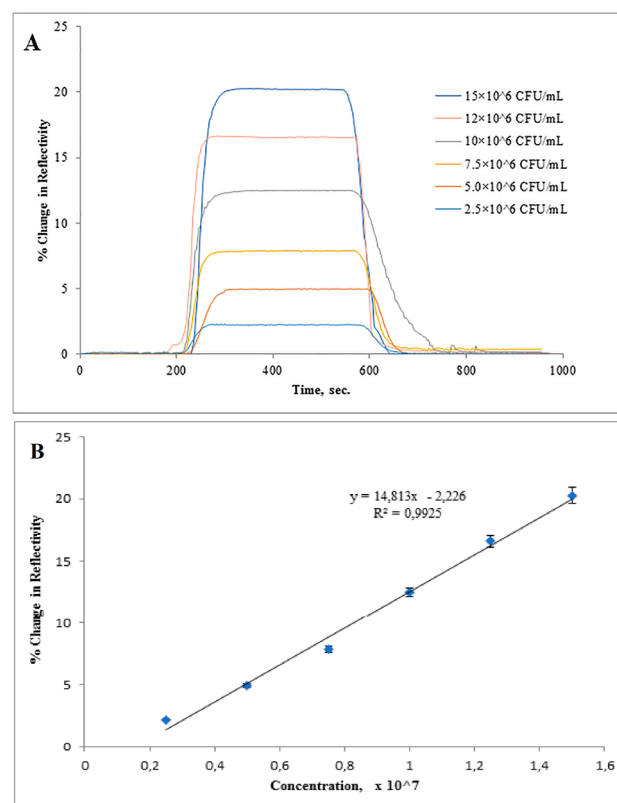 A
25
20
15
10
5
0
% Change in Reflectivity
15×10^6 CFU/mL
12×10^6 CFU/mL
10×10^6 CFU/mL
7.5×10^6 CFU/mL
5.0×10^6 CFU/mL
2.5×10^6 CFU/mL
0 200 400 600 800 1000
Time, sec.
B
25
20
15
10
5
0
% Change in Reflectivity
y = 14,813x - 2,226
R² = 0,9925
0 0,2 0,4 0,6 0,8 1 1,2 1,4 1,6
Concentration, x 10^7